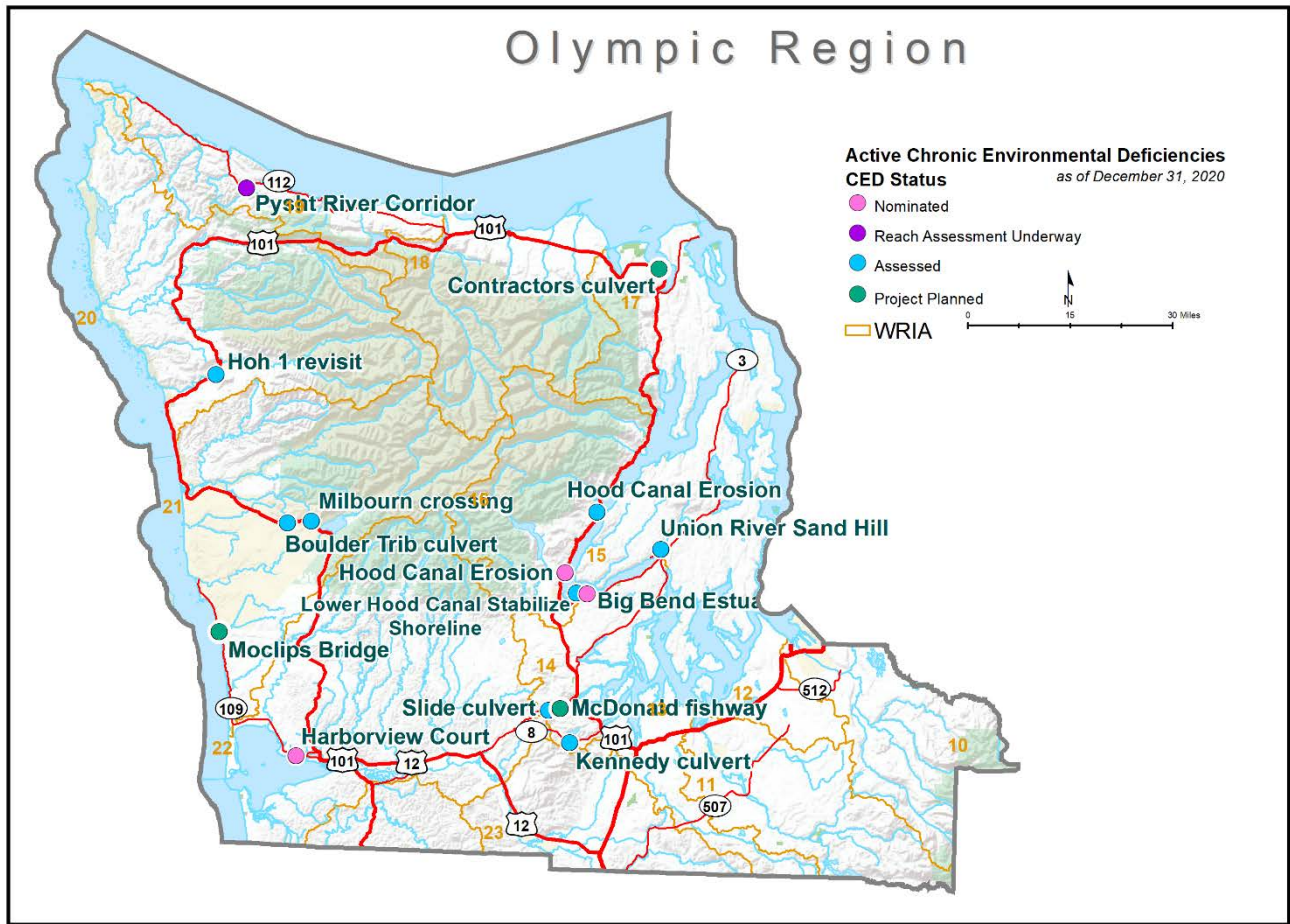 Olympic Region
Active Chronic Environmental Deficiencies
CED Status
as of December 31, 2020
Nominated
Reach Assessment Underway
Assessed
Project Planned
WRIA
N
0 15 30 Miles
112
Pysht River Corridor
19
101
101
18
Contractors culvert
17
20
3
Hoh 1 revisit
21
Milbourn crossing
16
Hood Canal Erosion
Boulder Trib culvert
Union River Sand Hill
15
Hood Canal Erosion
Lower Hood Canal Stabilize
Shoreline
Big Bend Estua
Moclips Bridge
14
12
512
109
Slide culvert
McDonald fishway
22
Harborview Court
8
101
10
101
12
Kennedy culvert
11
507
23
12